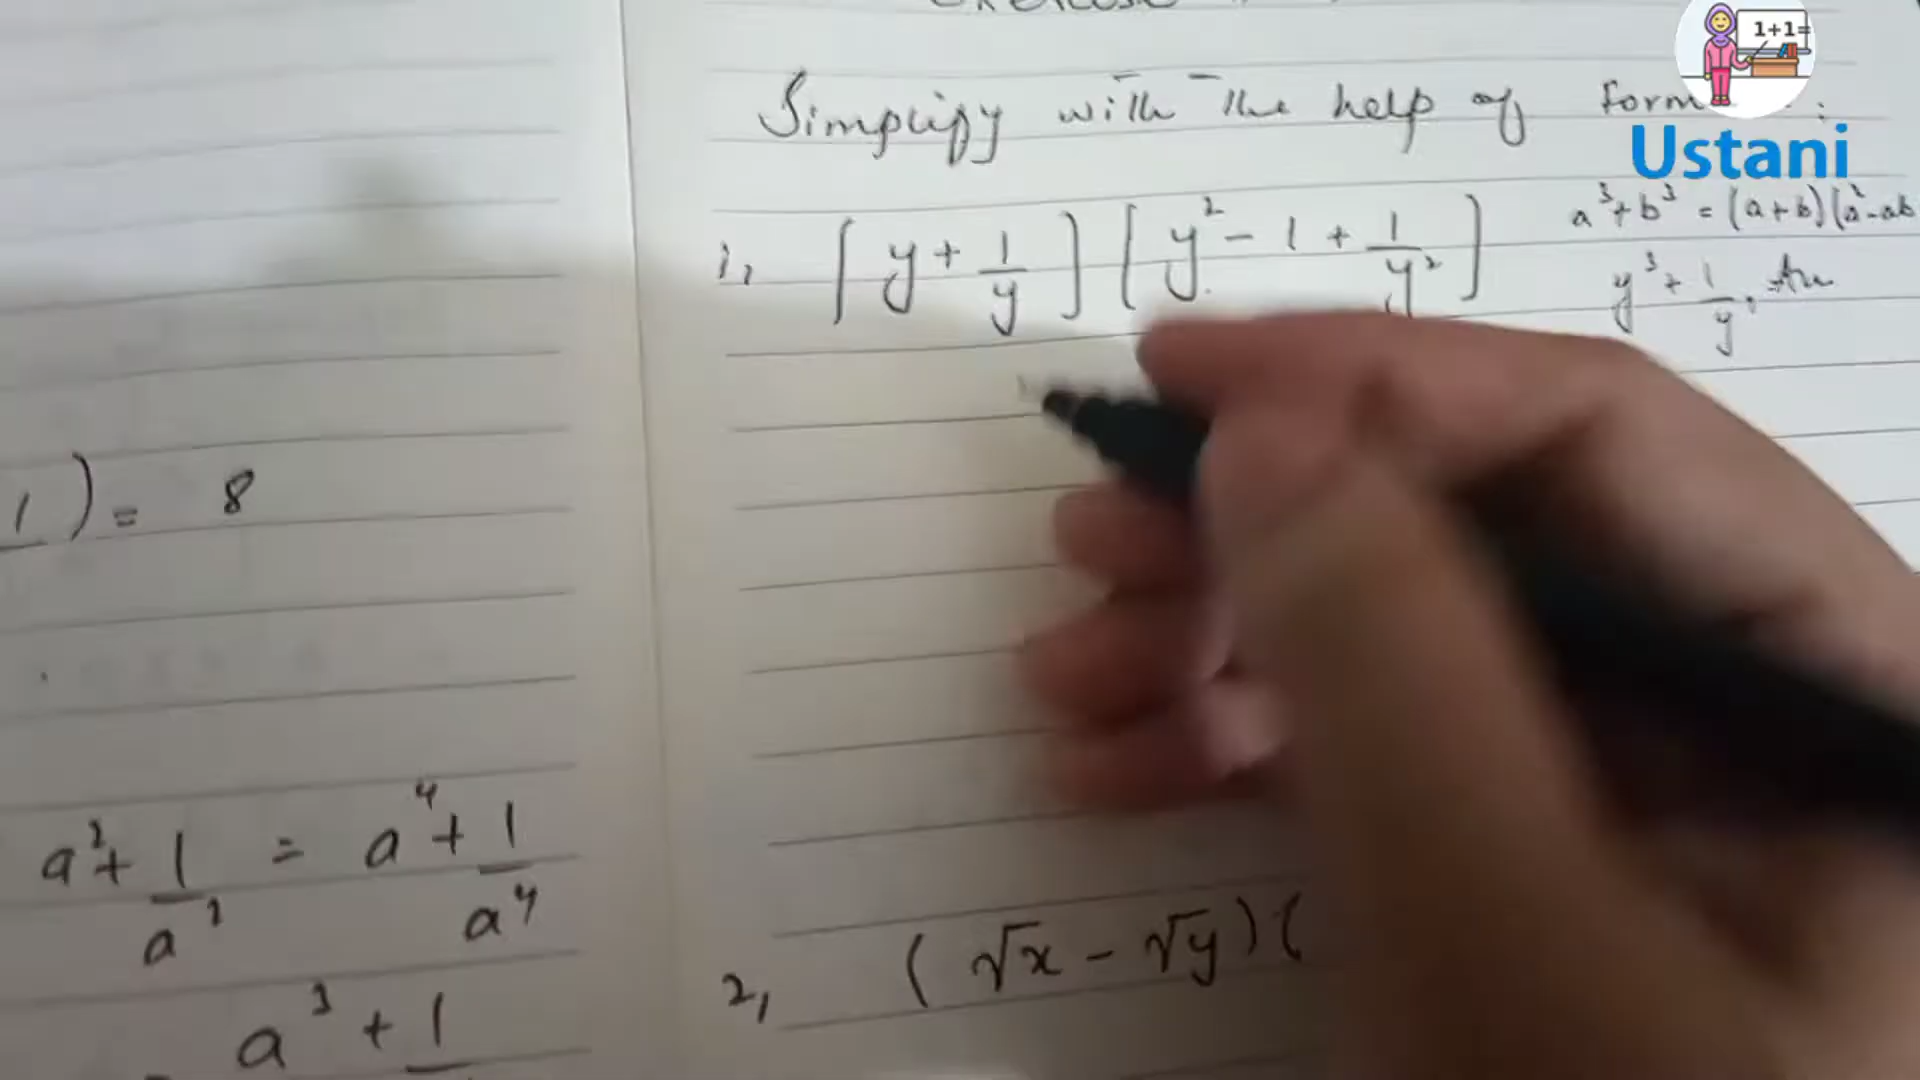 Simplify with the help of form :
1+1=
Ustani
i, [y + 1/y] [y² - 1 + 1/y²]
a³+b³ = (a+b)(a²-ab
y³ + 1/y³ An
1 ) = 8
a² + 1/a² = a⁴ + 1/a⁴
2, (√x - √y) (
a³ + 1